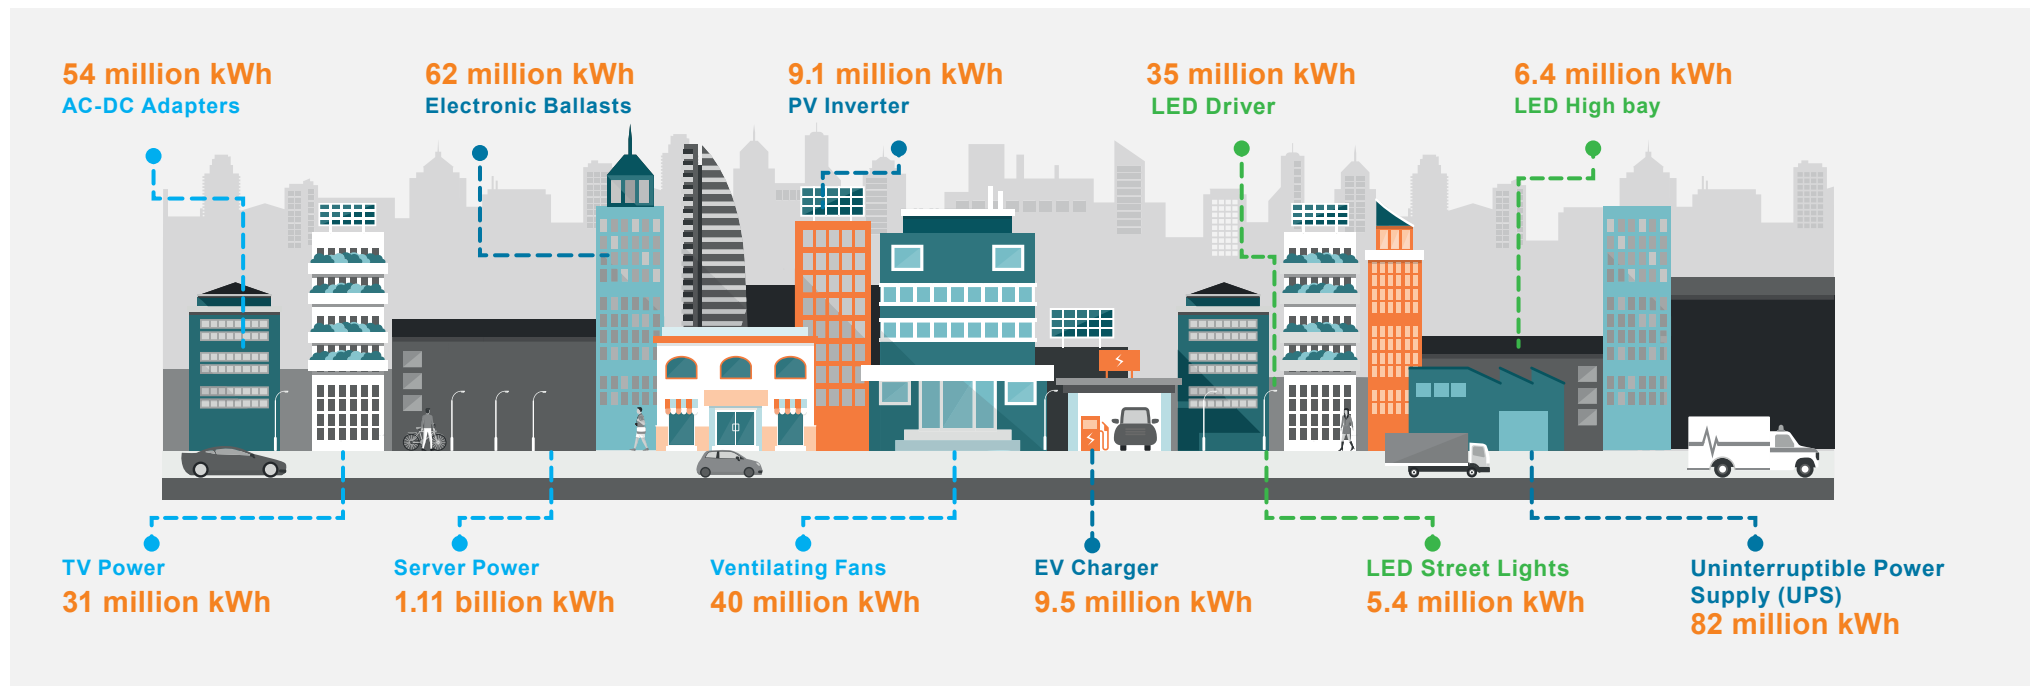 54 million kWh
AC-DC Adapters
62 million kWh
Electronic Ballasts
9.1 million kWh
PV Inverter
35 million kWh
LED Driver
6.4 million kWh
LED High bay
TV Power
31 million kWh
Server Power
1.11 billion kWh
Ventilating Fans
40 million kWh
EV Charger
9.5 million kWh
LED Street Lights
5.4 million kWh
Uninterruptible Power
Supply (UPS)
82 million kWh